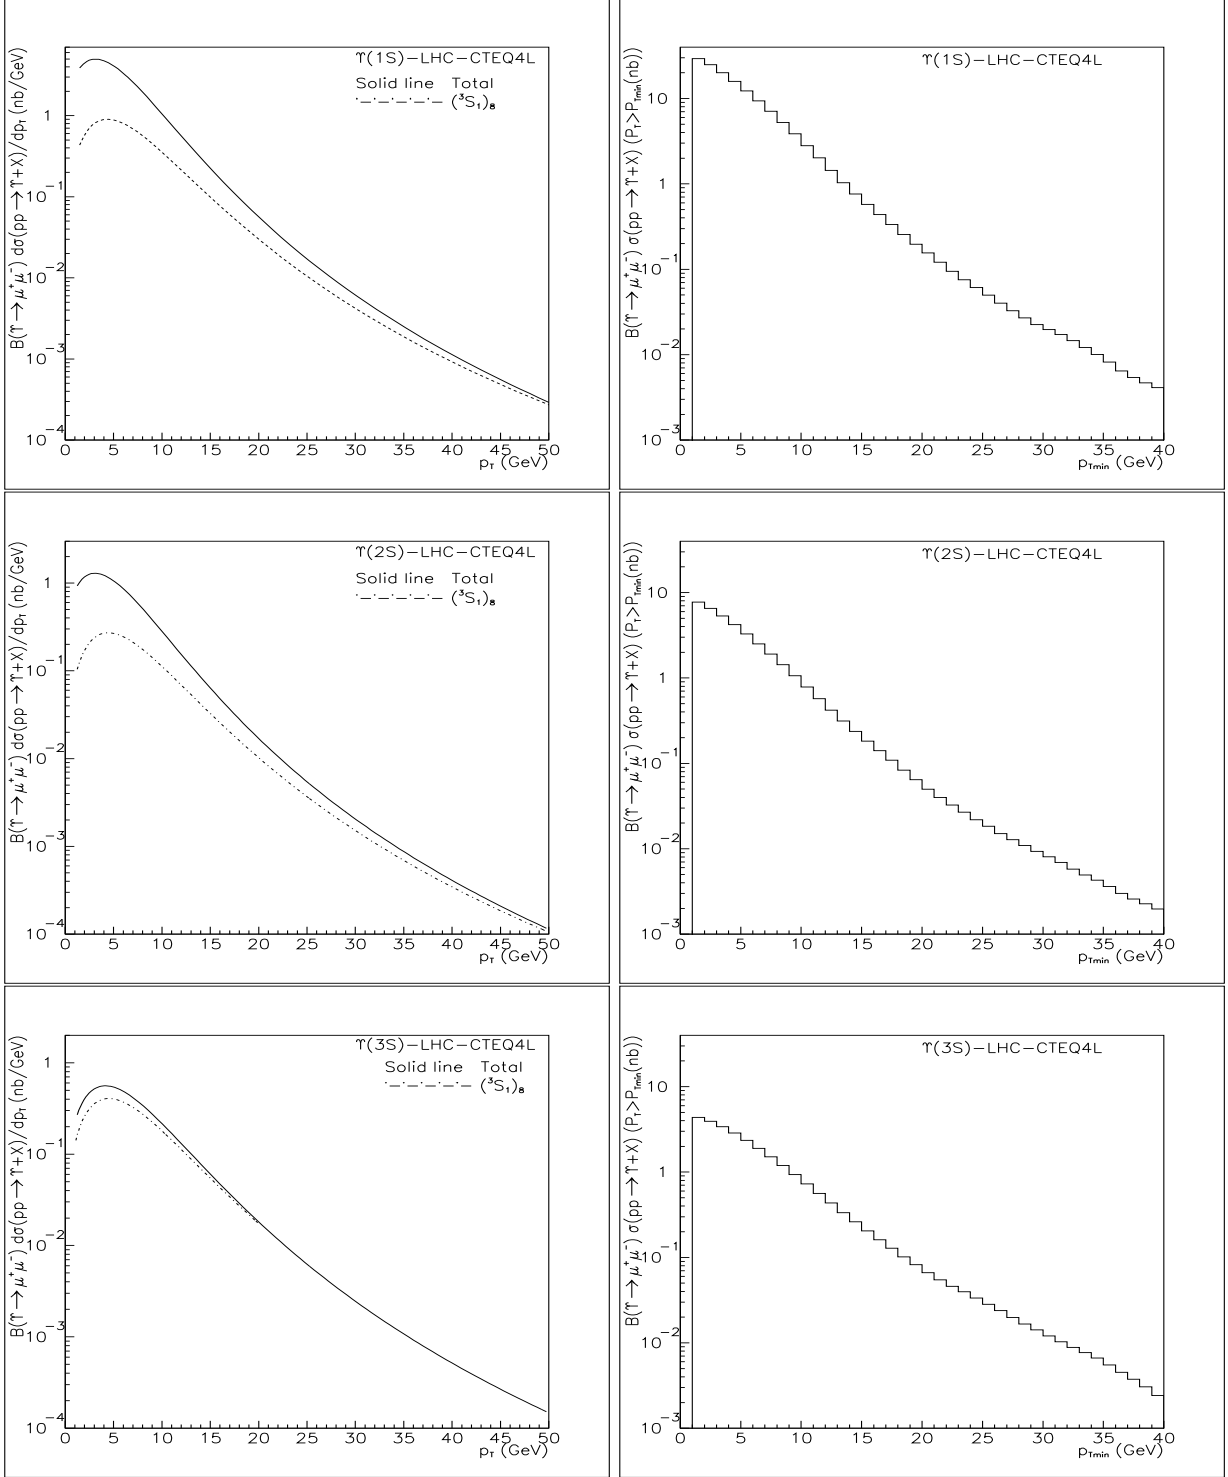 ϒ(1S)−LHC−CTEQ4L
Solid line Total
(³S₁)₈
B(ϒ→μ⁺μ⁻) dσ(pp→ϒ+X)/dp_T (nb/GeV)
1
10⁻¹
10⁻²
10⁻³
10⁻⁴
0 5 10 15 20 25 30 35 40 45 50
p_T (GeV)
ϒ(1S)−LHC−CTEQ4L
B(ϒ→μ⁺μ⁻) σ(pp→ϒ+X) (P_T>P_Tmin(nb))
10
1
10⁻¹
10⁻²
10⁻³
0 5 10 15 20 25 30 35 40
p_Tmin (GeV)
ϒ(2S)−LHC−CTEQ4L
Solid line Total
(³S₁)₈
B(ϒ→μ⁺μ⁻) dσ(pp→ϒ+X)/dp_T (nb/GeV)
1
10⁻¹
10⁻²
10⁻³
10⁻⁴
0 5 10 15 20 25 30 35 40 45 50
p_T (GeV)
ϒ(2S)−LHC−CTEQ4L
B(ϒ→μ⁺μ⁻) σ(pp→ϒ+X) (P_T>P_Tmin(nb))
10
1
10⁻¹
10⁻²
10⁻³
0 5 10 15 20 25 30 35 40
p_Tmin (GeV)
ϒ(3S)−LHC−CTEQ4L
Solid line Total
(³S₁)₈
B(ϒ→μ⁺μ⁻) dσ(pp→ϒ+X)/dp_T (nb/GeV)
1
10⁻¹
10⁻²
10⁻³
10⁻⁴
0 5 10 15 20 25 30 35 40 45 50
p_T (GeV)
ϒ(3S)−LHC−CTEQ4L
B(ϒ→μ⁺μ⁻) σ(pp→ϒ+X) (P_T>P_Tmin(nb))
10
1
10⁻¹
10⁻²
10⁻³
0 5 10 15 20 25 30 35 40
p_Tmin (GeV)